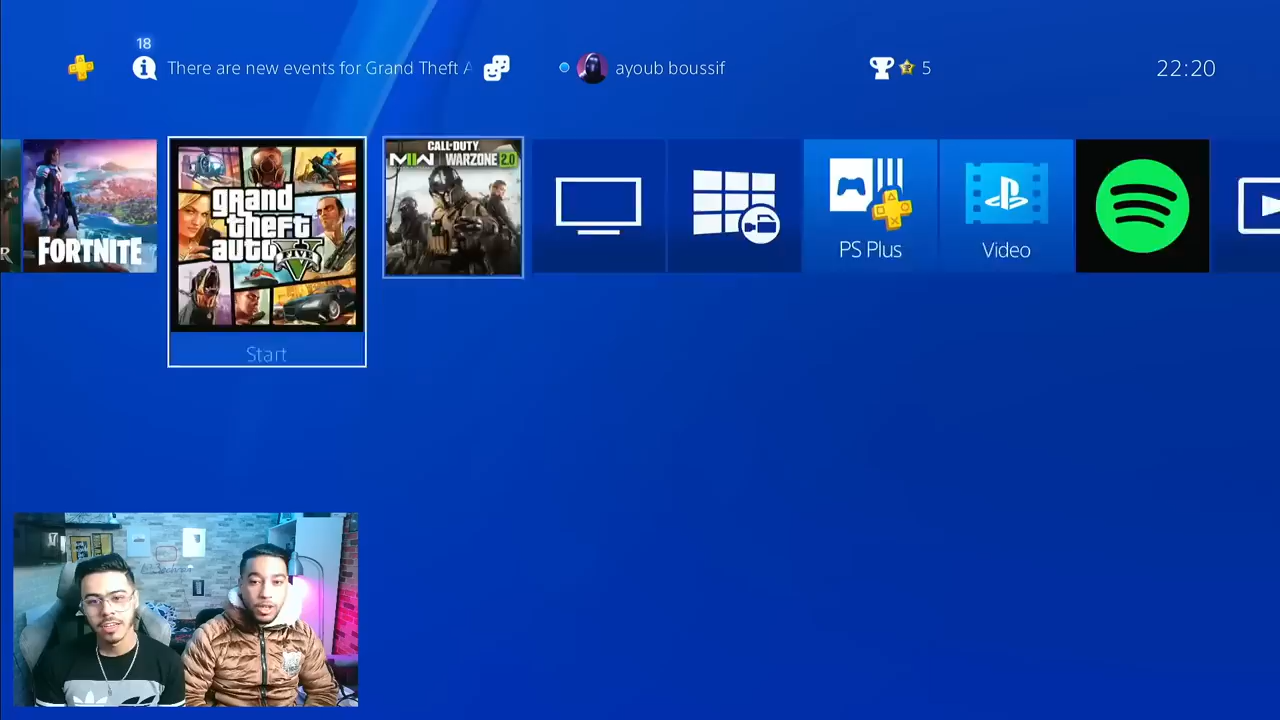 18
There are new events for Grand Theft A
ayoub boussif
5
22:20
R
FORTNITE
grand
theft
auto
V
Start
CALL·DUTY
MWII WARZONE 2.0
PS Plus
Video